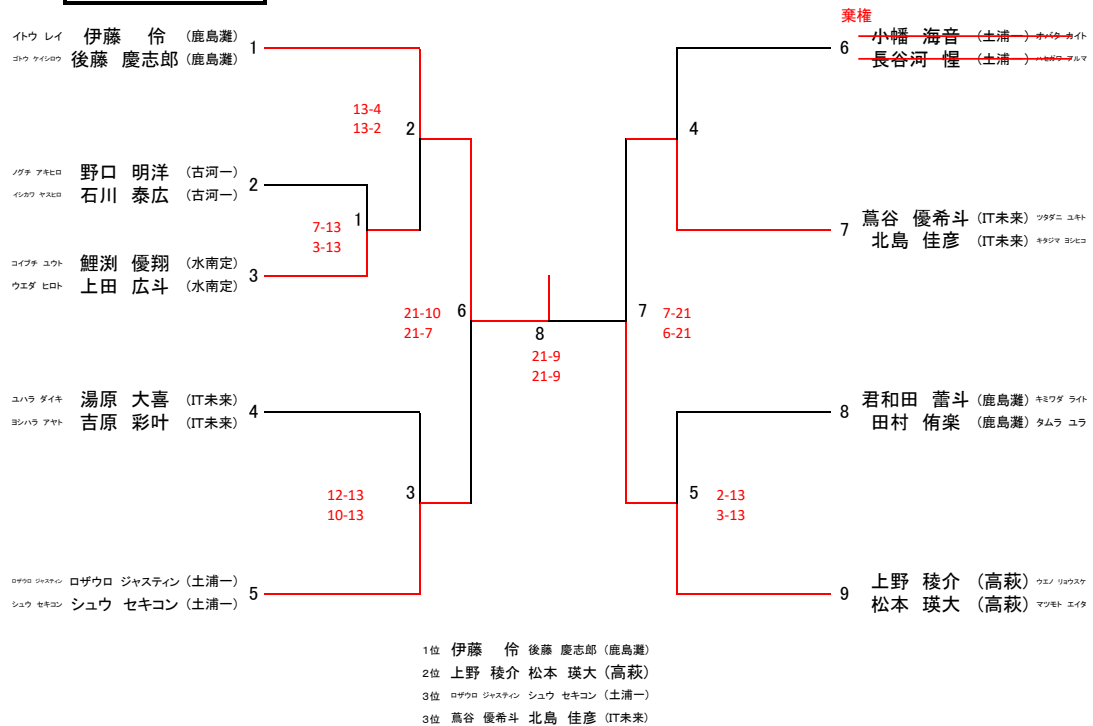 イトウ レイ 伊藤 伶 (鹿島灘) 1
ゴトウ ケイシロウ 後藤 慶志郎 (鹿島灘)
13-4
13-2
2
ノグチ アキヒロ 野口 明洋 (古河一) 2
イシカワ ヤスヒロ 石川 泰広 (古河一)
1
7-13
3-13
コイブチ ユウト 鯉渕 優翔 (水南定) 3
ウエダ ヒロト 上田 広斗 (水南定)
21-10
21-7
6
ユハラ ダイキ 湯原 大喜 (IT未来) 4
ヨシハラ アヤト 吉原 彩叶 (IT未来)
12-13
10-13
3
ロザウロ ジャスティン ロザウロ ジャスティン (土浦一) 5
シュウ セキコン シュウ セキコン (土浦一)
8
21-9
21-9
棄権
6 小幡 海音 (土浦一) オバタ カイト
長谷河 惺 (土浦一) ハセガワ アルマ
4
7 蔦谷 優希斗 (IT未来) ツタダニ ユキト
北島 佳彦 (IT未来) キタジマ ヨシヒコ
7
7-21
6-21
8 君和田 蕾斗 (鹿島灘) キミワダ ライト
田村 侑楽 (鹿島灘) タムラ ユラ
5
2-13
3-13
9 上野 稜介 (高萩) ウエノ リョウスケ
松本 瑛大 (高萩) マツモト エイタ
1位 伊藤 伶 後藤 慶志郎 (鹿島灘)
2位 上野 稜介 松本 瑛大 (高萩)
3位 ロザウロ ジャスティン シュウ セキコン (土浦一)
3位 蔦谷 優希斗 北島 佳彦 (IT未来)